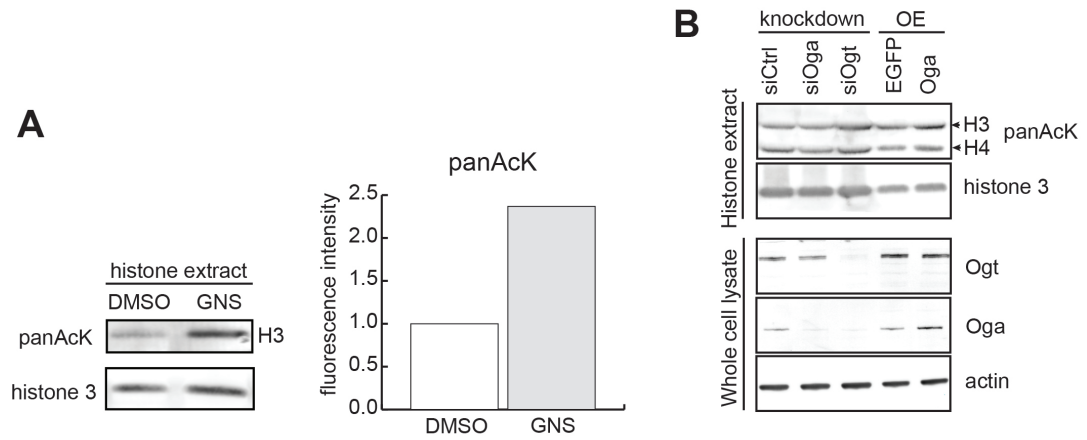 A
histone extract
DMSO GNS
panAcK H3
histone 3
panAcK
fluorescence intensity
2.5
2.0
1.5
1.0
0.5
0.0
DMSO GNS
B
knockdown OE
siCtrl siOga siOgt EGFP Oga
Histone extract
H3
H4
panAcK
histone 3
Whole cell lysate
Ogt
Oga
actin